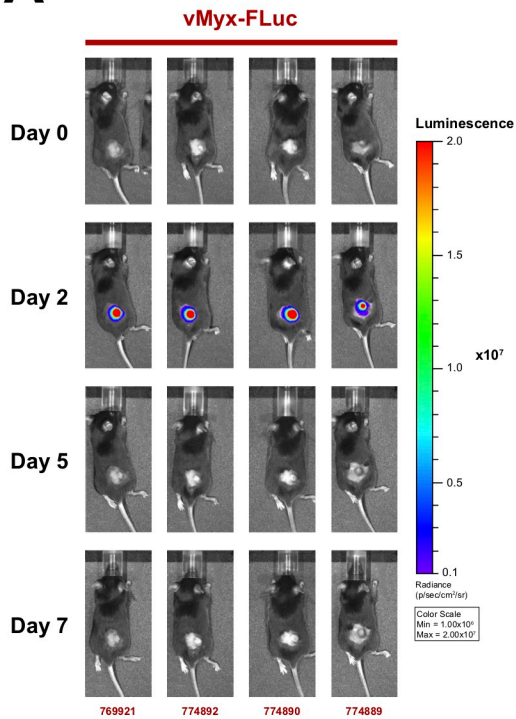 vMyx-FLuc
Day 0
Luminescence
2.0
1.5
Day 2
1.0
x10⁷
Day 5
0.5
0.1
Radiance
(p/sec/cm²/sr)
Color Scale
Min = 1.00x10⁶
Max = 2.00x10⁷
Day 7
769921 774892 774890 774889